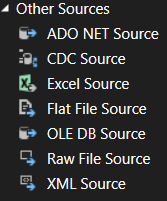 Other Sources
ADO NET Source
CDC Source
Excel Source
Flat File Source
OLE DB Source
Raw File Source
XML Source